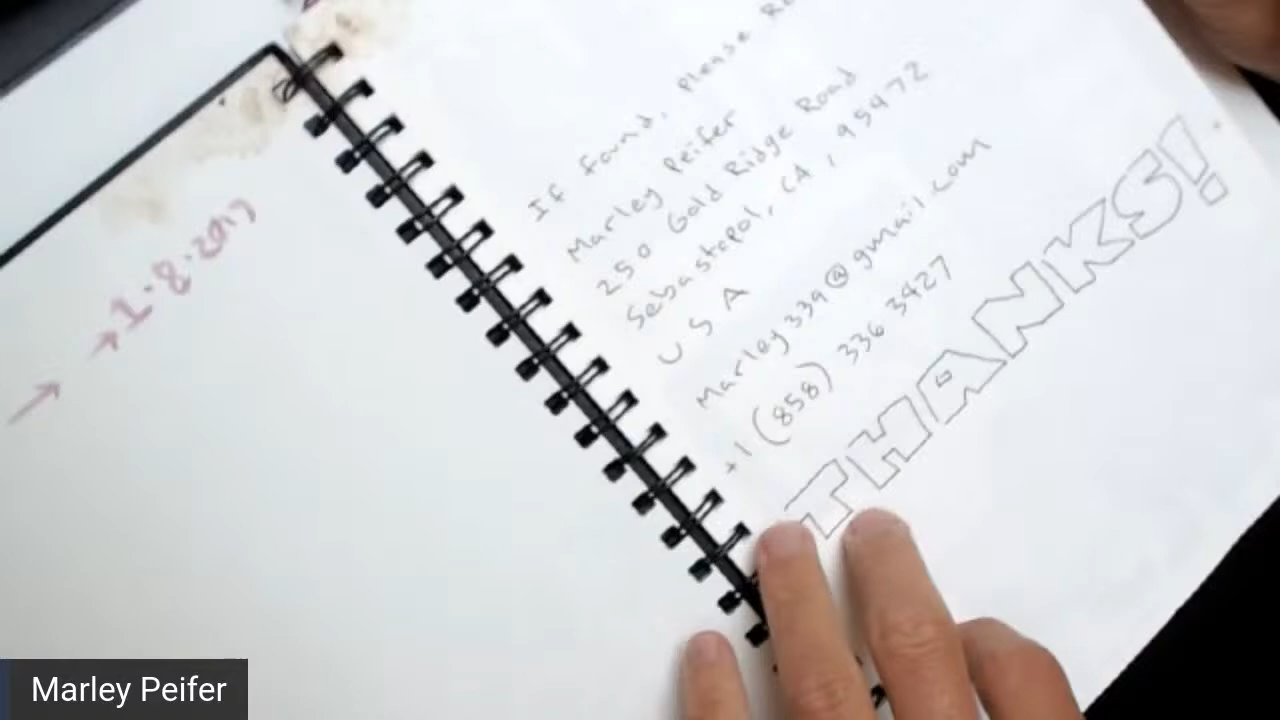 → 1.8.2017
→
If found, please
Marley Peifer
250 Gold Ridge Road
Sebastopol, CA, 95472
USA
Marley339@gmail.com
+1 (858) 336 3427
THANKS!
Marley Peifer